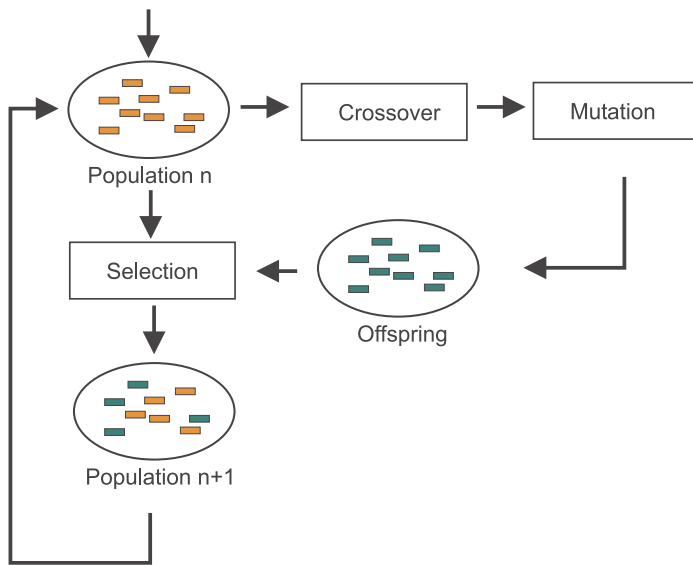 Population n
Crossover
Mutation
Selection
Offspring
Population n+1